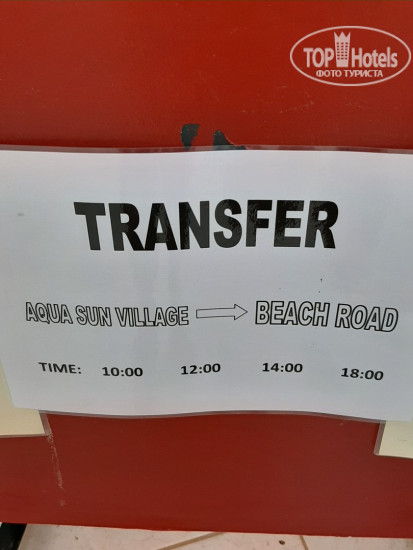 TOP Hotels
ФОТО ТУРИСТА
TRANSFER
AQUA SUN VILLAGE → BEACH ROAD
TIME: 10:00 12:00 14:00 18:00